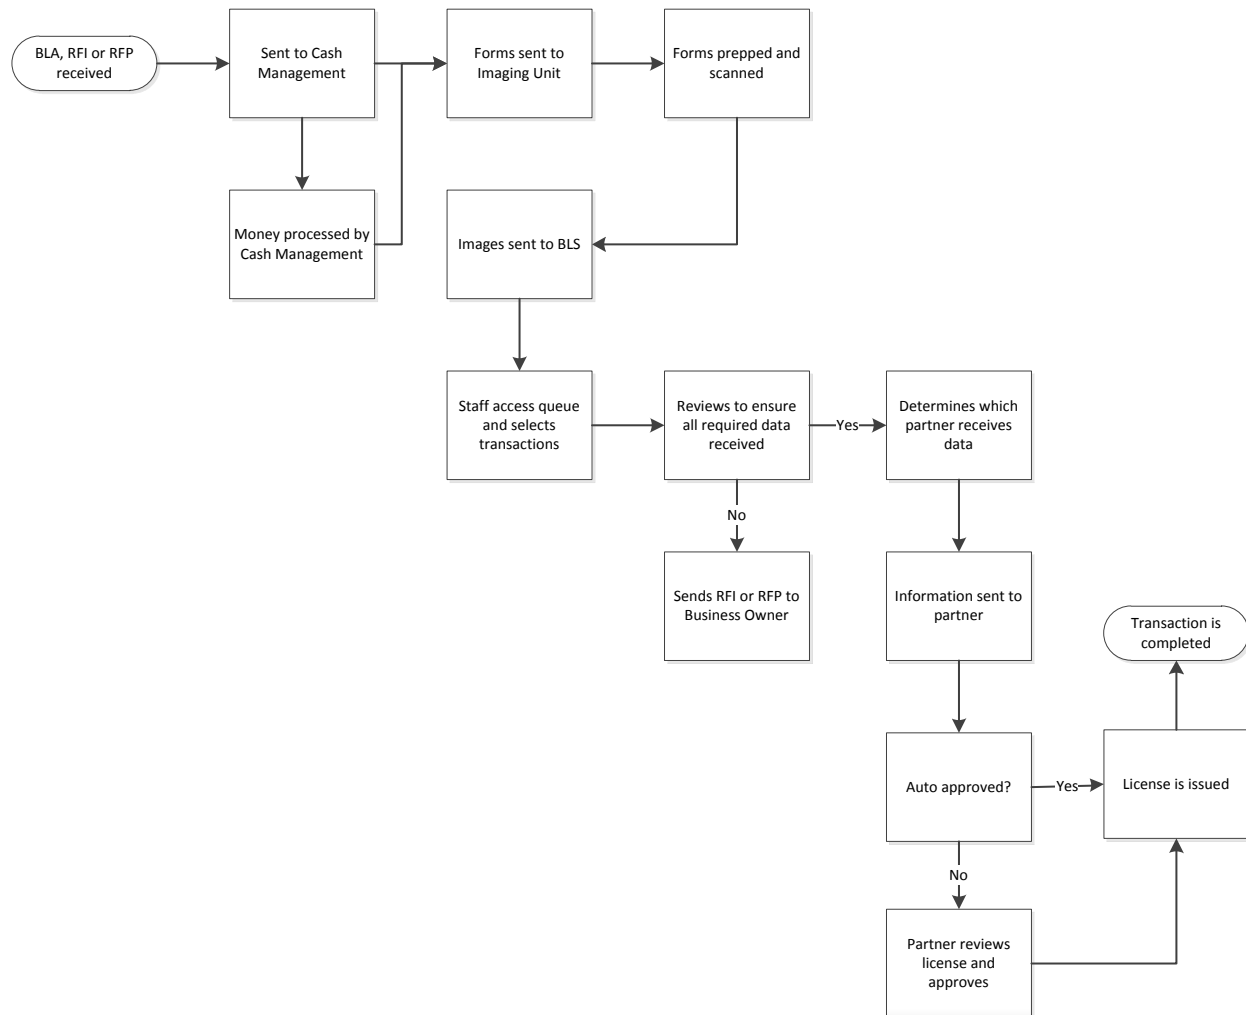 BLA, RFI or RFP
received
Sent to Cash
Management
Forms sent to
Imaging Unit
Forms prepped and
scanned
Money processed by
Cash Management
Images sent to BLS
Staff access queue
and selects
transactions
Reviews to ensure
all required data
received
Yes
Determines which
partner receives
data
No
Sends RFI or RFP to
Business Owner
Information sent to
partner
Transaction is
completed
Auto approved?
Yes
License is issued
No
Partner reviews
license and
approves